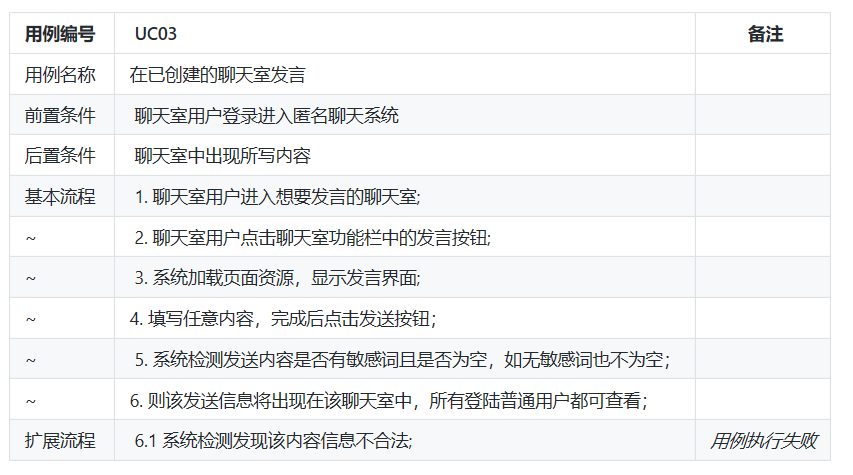 用例编号 UC03 备注
用例名称 在已创建的聊天室发言
前置条件 聊天室用户登录进入匿名聊天系统
后置条件 聊天室中出现所写内容
基本流程 1. 聊天室用户进入想要发言的聊天室;
~ 2. 聊天室用户点击聊天室功能栏中的发言按钮;
~ 3. 系统加载页面资源，显示发言界面;
~ 4. 填写任意内容，完成后点击发送按钮；
~ 5. 系统检测发送内容是否有敏感词且是否为空，如无敏感词也不为空；
~ 6. 则该发送信息将出现在该聊天室中，所有登陆普通用户都可查看；
扩展流程 6.1 系统检测发现该内容信息不合法; 用例执行失败